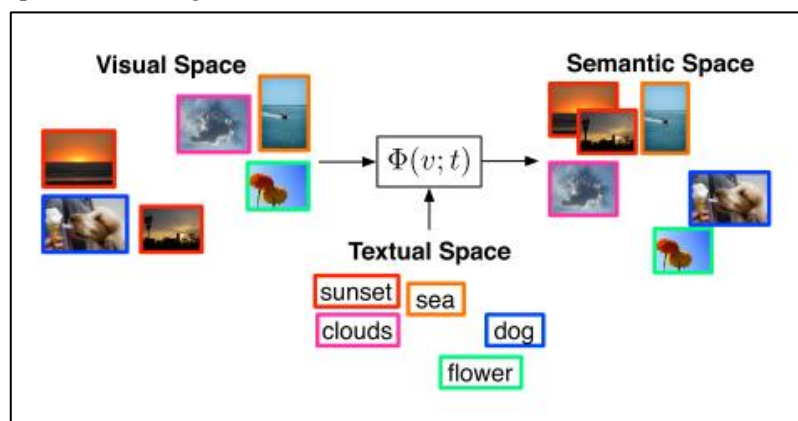 Visual Space
Semantic Space
Φ(v; t)
Textual Space
sunset
sea
clouds
dog
flower